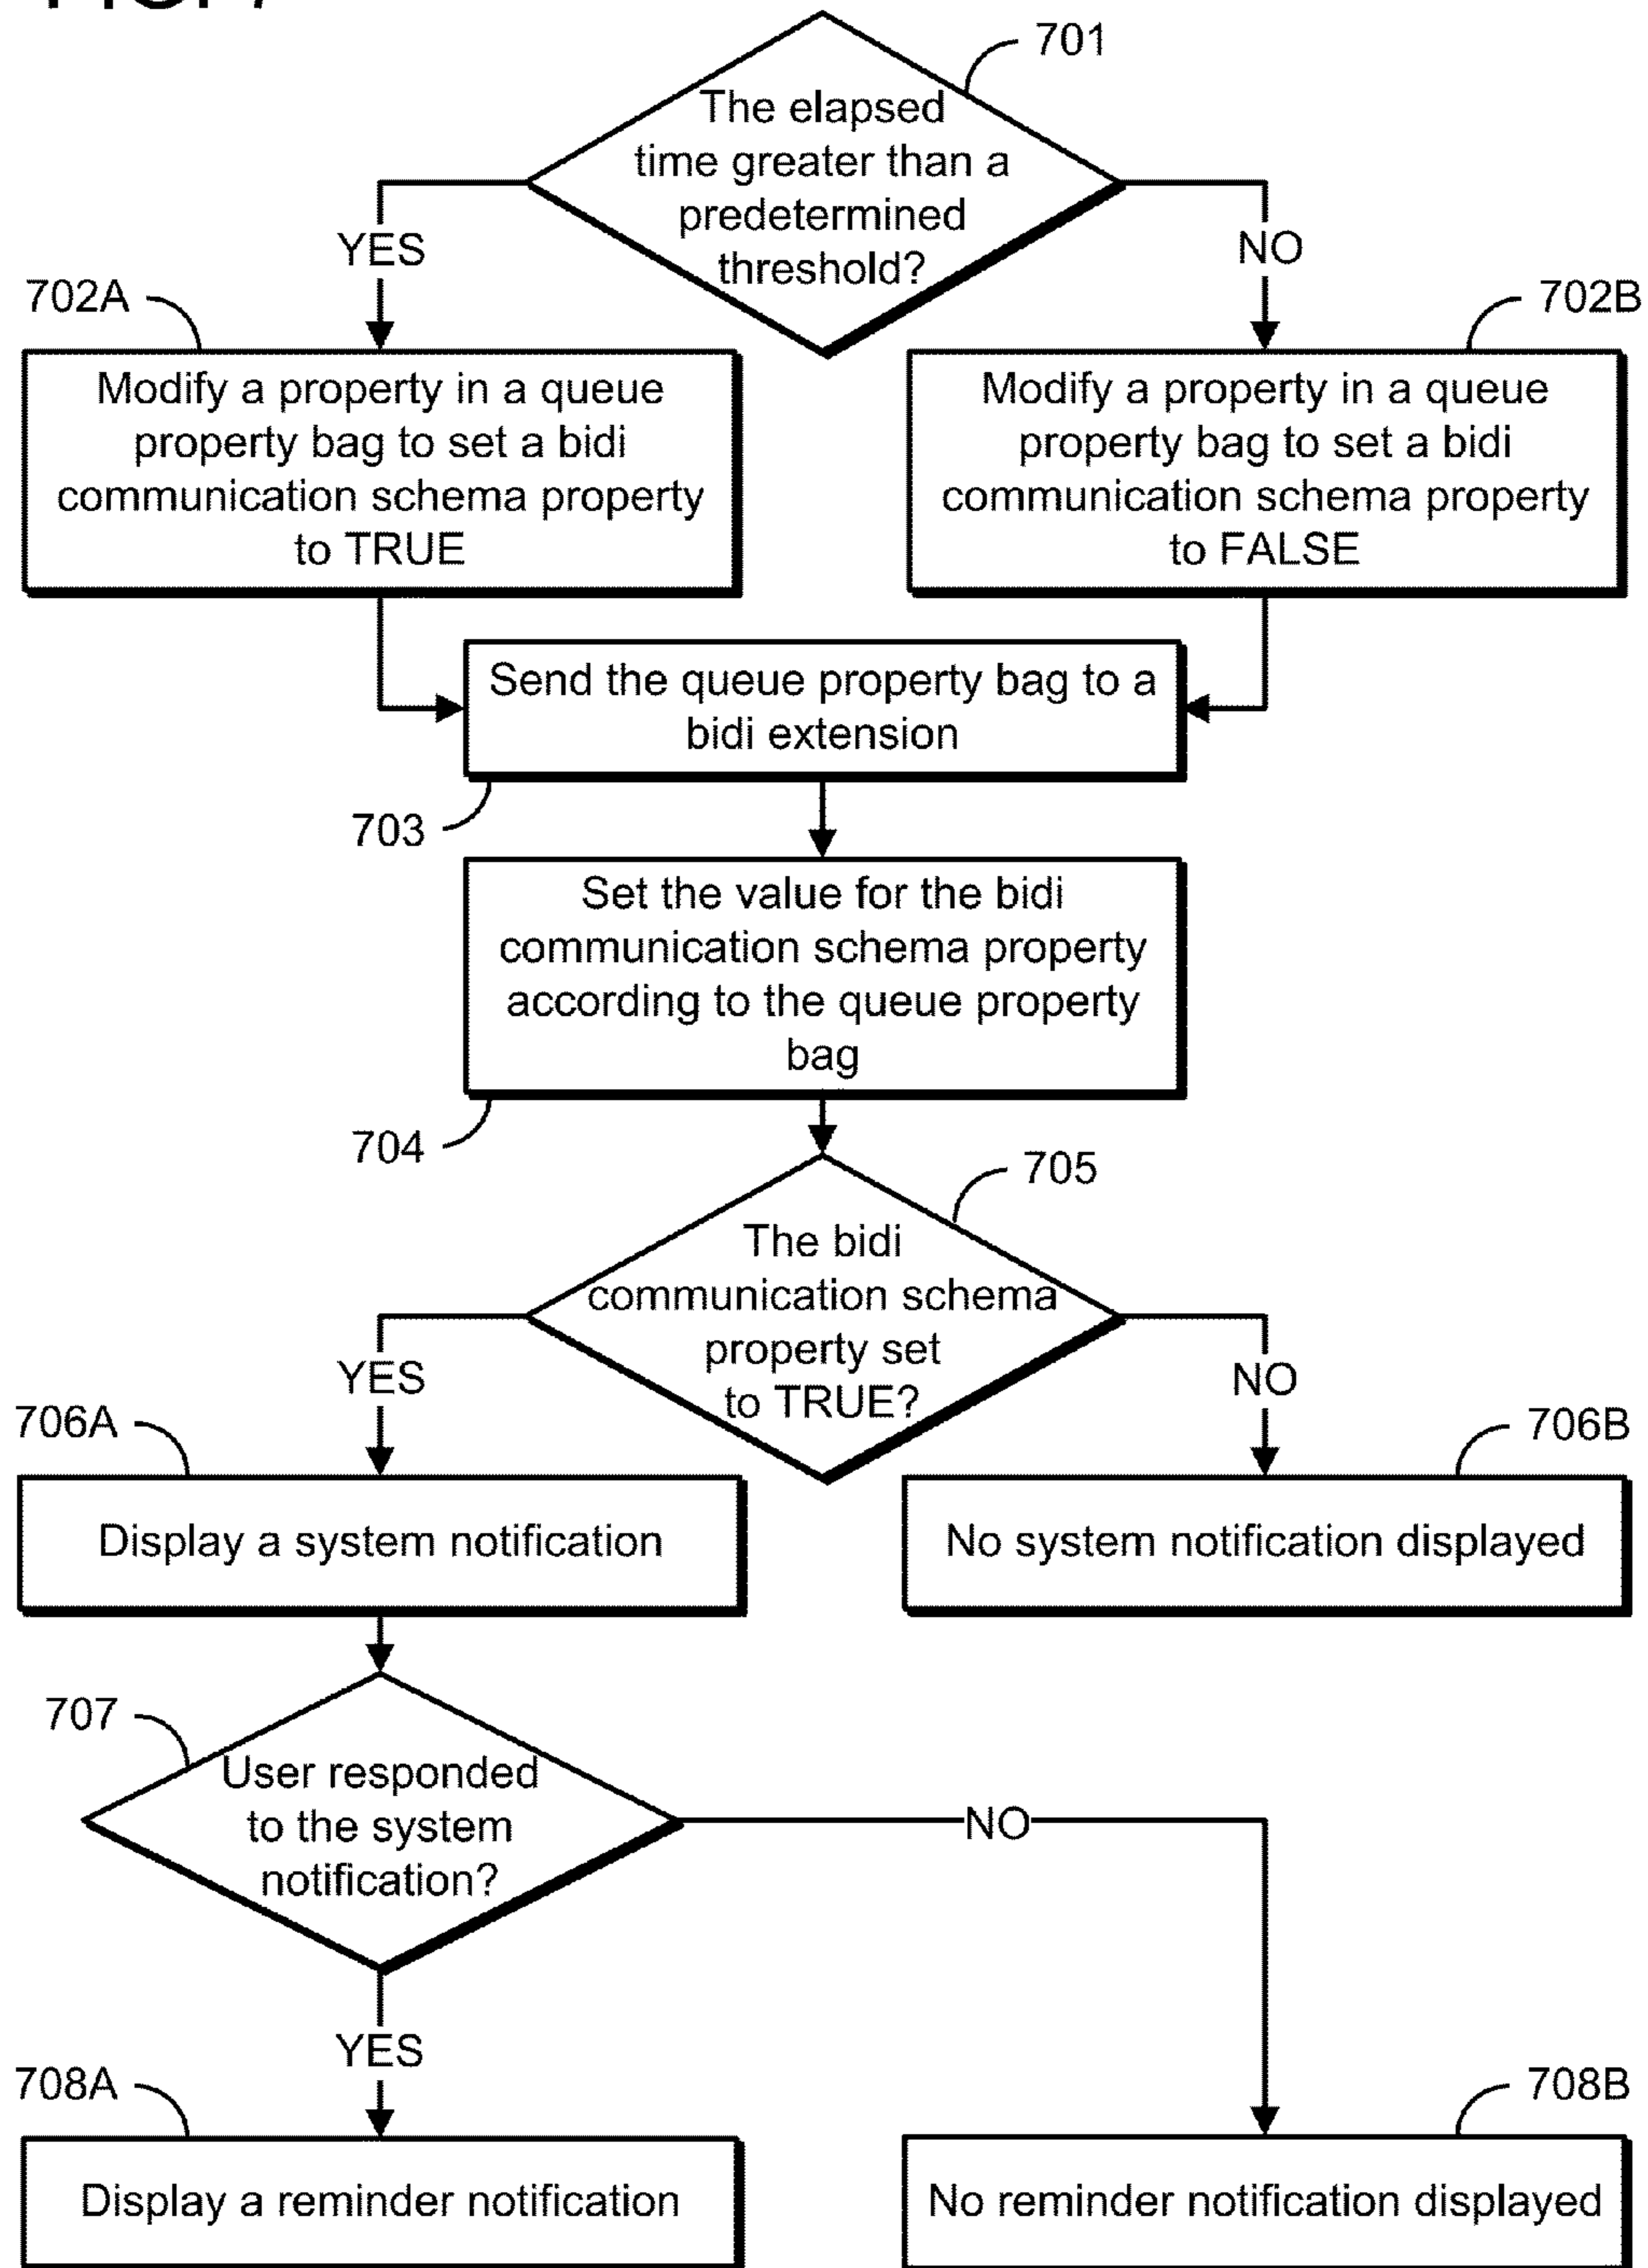 701
The elapsed
time greater than a
predetermined
threshold?
YES
NO
702A
702B
Modify a property in a queue
property bag to set a bidi
communication schema property
to TRUE
Modify a property in a queue
property bag to set a bidi
communication schema property
to FALSE
Send the queue property bag to a
bidi extension
703
Set the value for the bidi
communication schema property
according to the queue property
bag
704
705
The bidi
communication schema
property set
to TRUE?
YES
NO
706A
706B
Display a system notification
No system notification displayed
707
User responded
to the system
notification?
NO
YES
708A
708B
Display a reminder notification
No reminder notification displayed